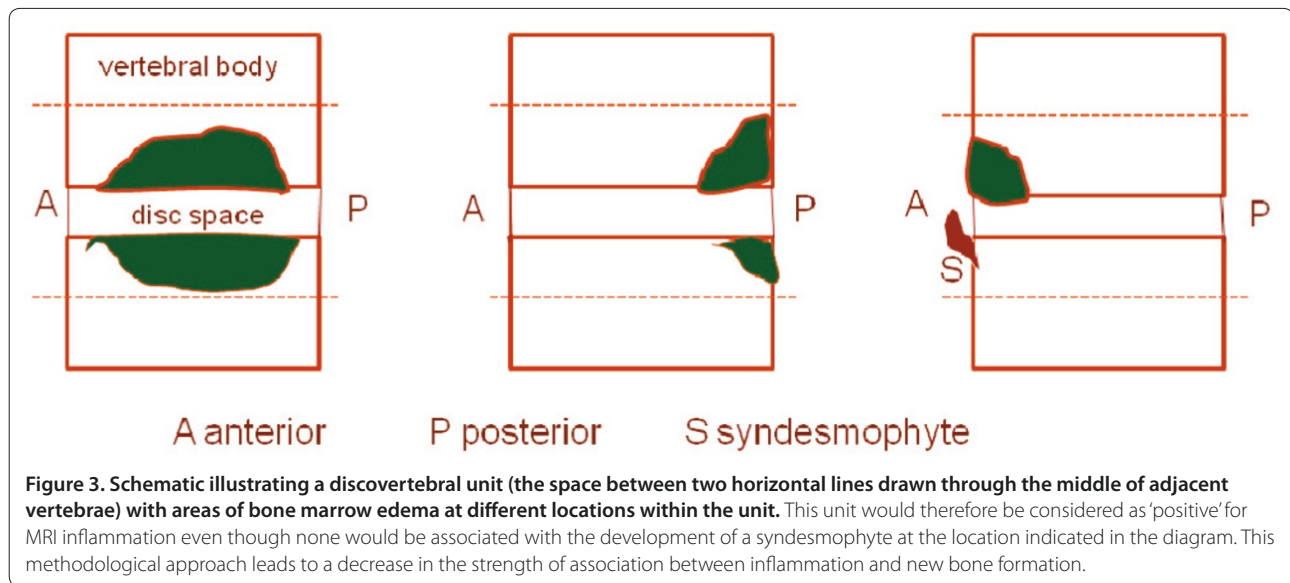 vertebral body
A
disc space
P
A
P
A
P
S
A anterior
P posterior
S syndesmophyte
Figure 3. Schematic illustrating a discovertebral unit (the space between two horizontal lines drawn through the middle of adjacent
vertebrae) with areas of bone marrow edema at different locations within the unit. This unit would therefore be considered as ‘positive’ for
MRI inflammation even though none would be associated with the development of a syndesmophyte at the location indicated in the diagram. This
methodological approach leads to a decrease in the strength of association between inflammation and new bone formation.